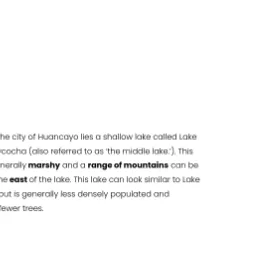 he city of Huancayo lies a shallow lake called Lake
cocha (also referred to as 'the middle lake.'). This
nerally marshy and a range of mountains can be
he east of the lake. This lake can look similar to Lake
out is generally less densely populated and
fewer trees.